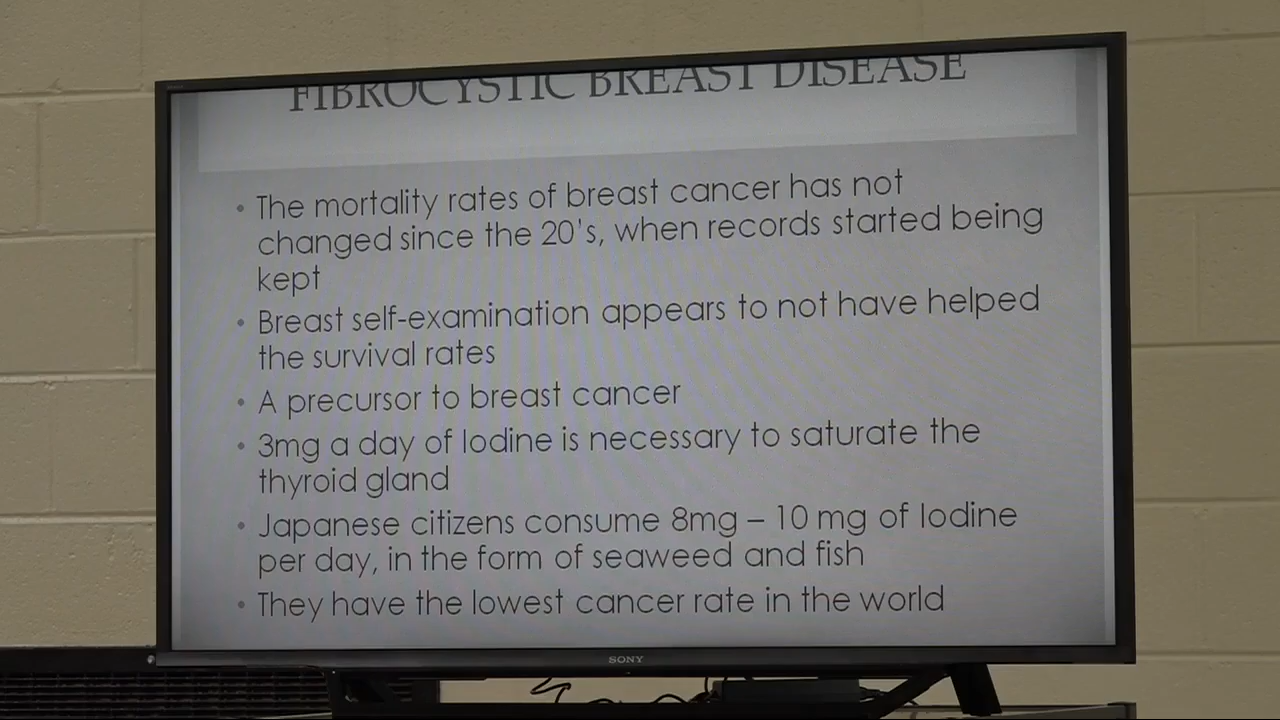 FIBROCYSTIC BREAST DISEASE
• The mortality rates of breast cancer has not
changed since the 20's, when records started being
kept
• Breast self-examination appears to not have helped
the survival rates
• A precursor to breast cancer
• 3mg a day of Iodine is necessary to saturate the
thyroid gland
• Japanese citizens consume 8mg – 10 mg of Iodine
per day, in the form of seaweed and fish
• They have the lowest cancer rate in the world
SONY